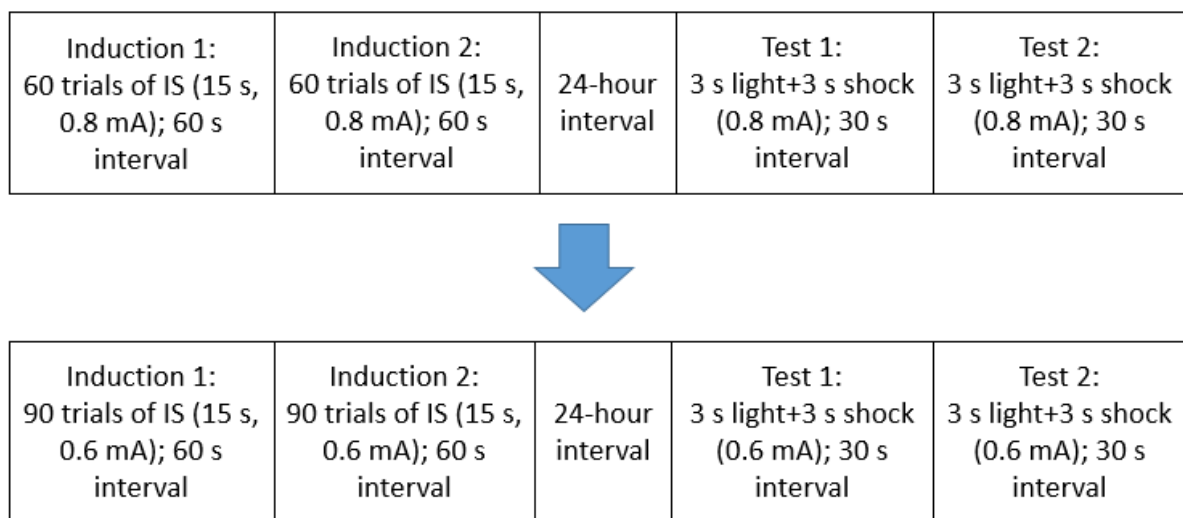 Induction 1:
60 trials of IS (15 s,
0.8 mA); 60 s
interval
Induction 2:
60 trials of IS (15 s,
0.8 mA); 60 s
interval
24-hour
interval
Test 1:
3 s light+3 s shock
(0.8 mA); 30 s
interval
Test 2:
3 s light+3 s shock
(0.8 mA); 30 s
interval
Induction 1:
90 trials of IS (15 s,
0.6 mA); 60 s
interval
Induction 2:
90 trials of IS (15 s,
0.6 mA); 60 s
interval
24-hour
interval
Test 1:
3 s light+3 s shock
(0.6 mA); 30 s
interval
Test 2:
3 s light+3 s shock
(0.6 mA); 30 s
interval